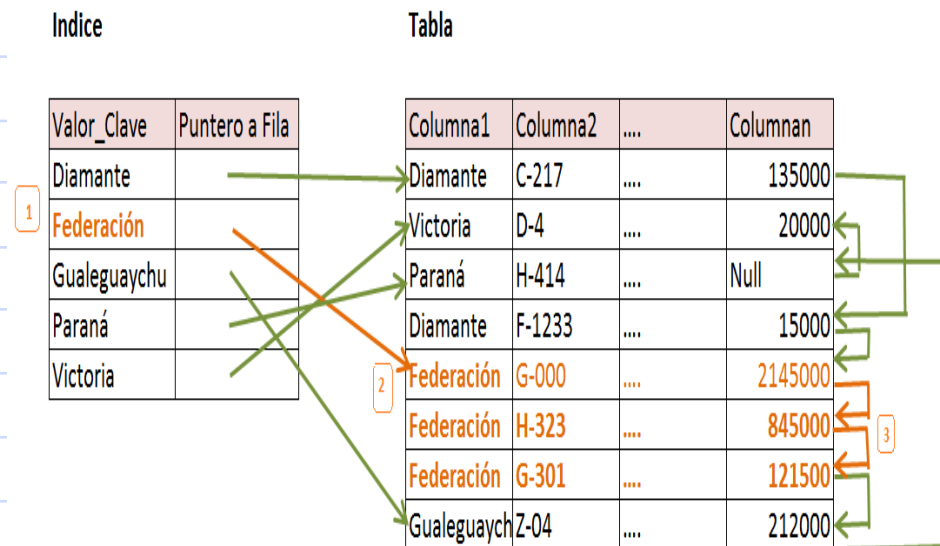 Indice
Tabla
Valor_Clave Puntero a Fila
Columna1 Columna2 .... Columnan
Diamante
Diamante C-217 .... 135000
1
Federación
Victoria D-4 .... 20000
Gualeguaychu
Paraná H-414 .... Null
Paraná
Diamante F-1233 .... 15000
Victoria
2
Federación G-000 .... 2145000
Federación H-323 .... 845000
3
Federación G-301 .... 121500
Gualeguaych Z-04 .... 212000